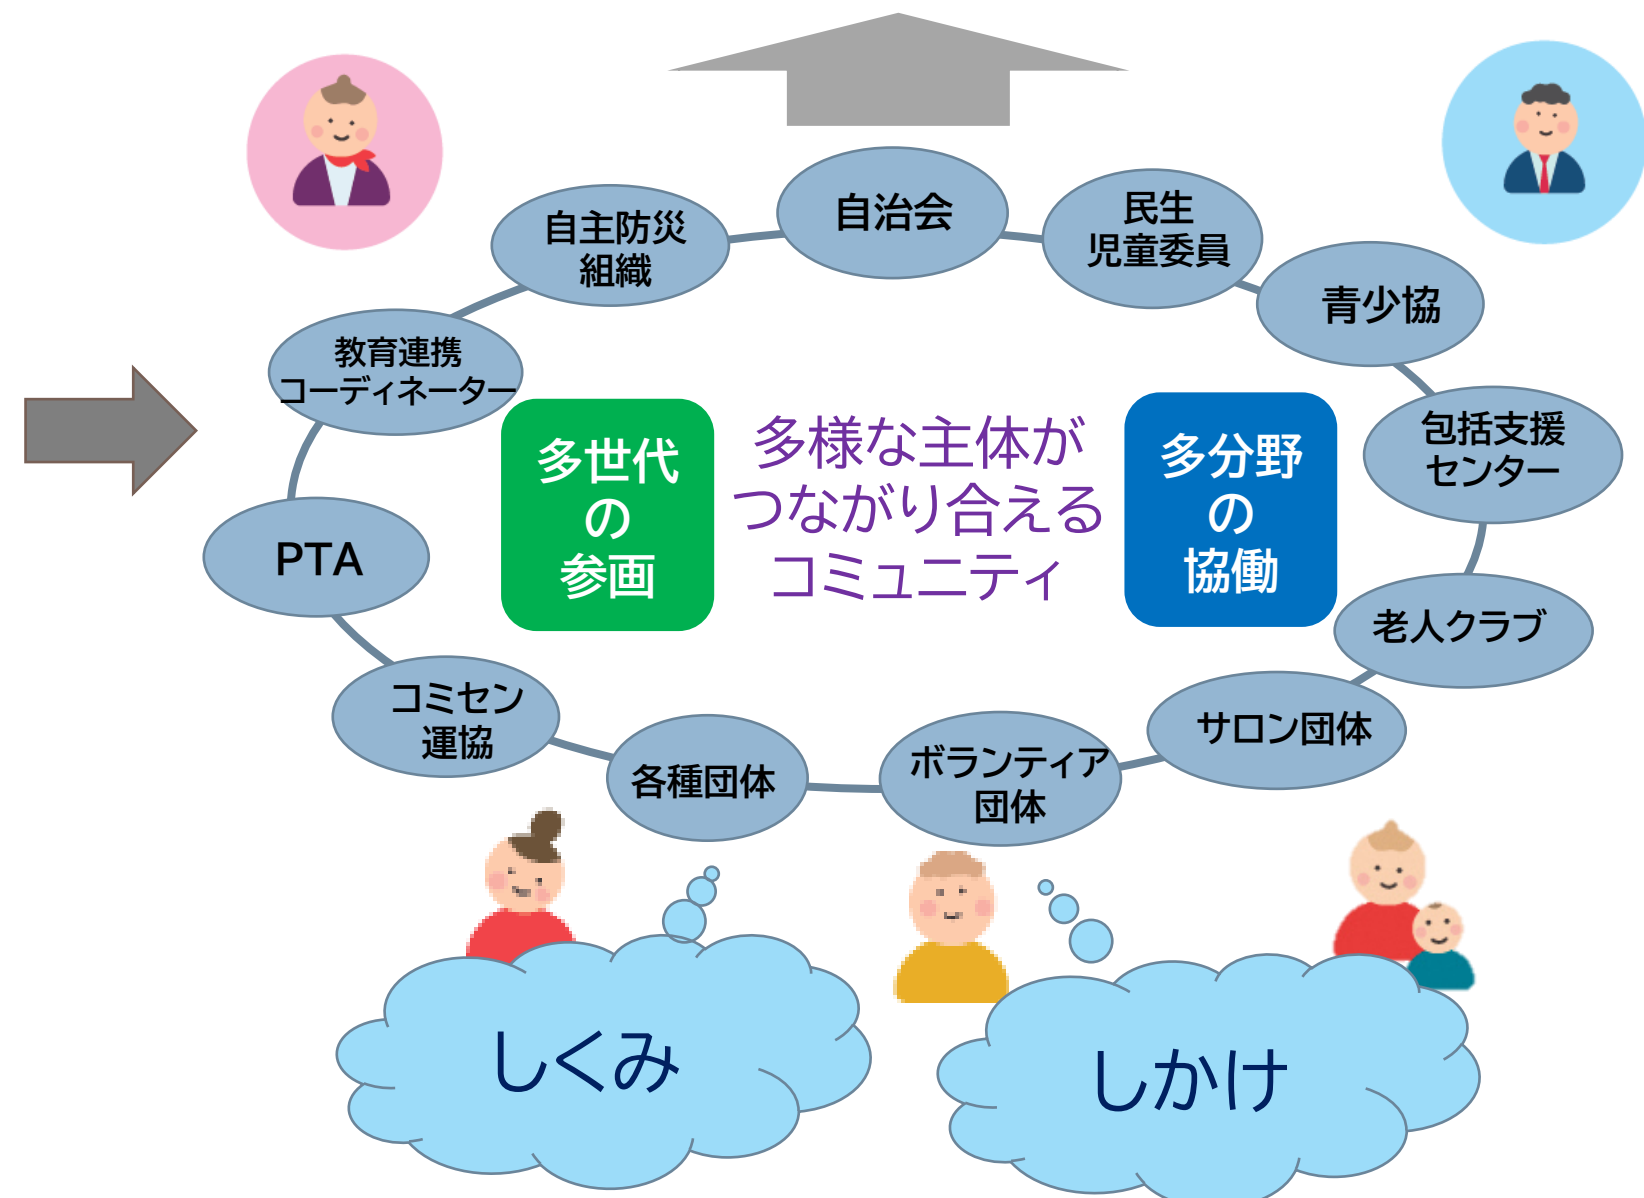 自治会
民生
児童委員
自主防災
組織
青少協
教育連携
コーディネーター
包括支援
センター
多世代
の
参画
多様な主体が
つながり合える
コミュニティ
多分野
の
協働
PTA
老人クラブ
コミセン
運協
各種団体
ボランティア
団体
サロン団体
しくみ
しかけ